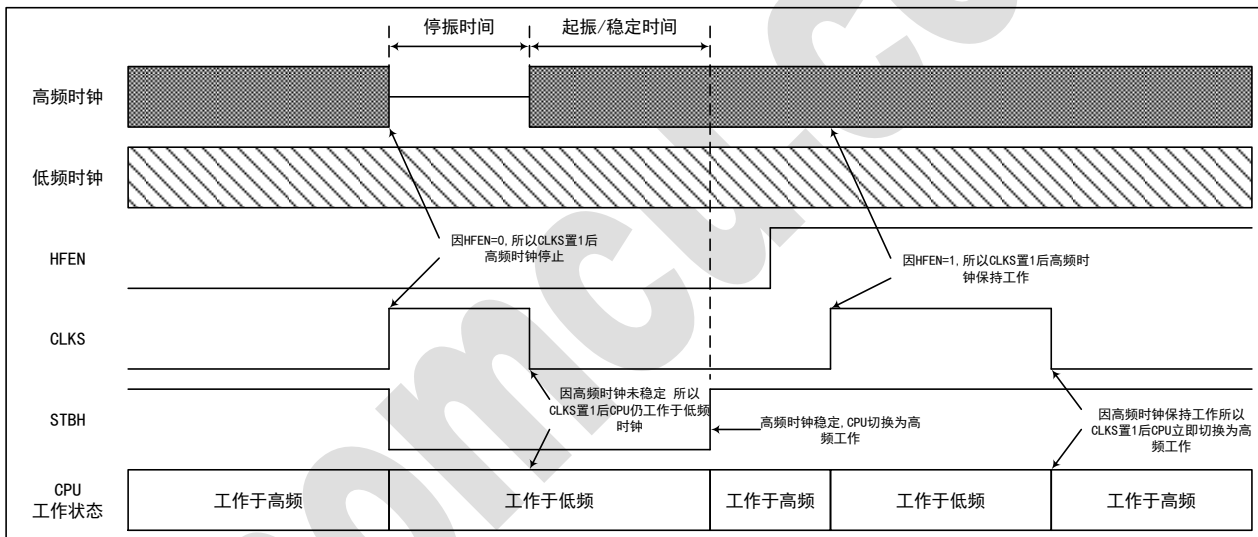 停振时间
起振/稳定时间
高频时钟
低频时钟
因HFEN=0,所以CLKS置1后
高频时钟停止
因HFEN=1,所以CLKS置1后高频时
钟保持工作
HFEN
CLKS
因高频时钟未稳定 所以
CLKS置1后CPU仍工作于低频
时钟
高频时钟稳定,CPU切换为高
频工作
因高频时钟保持工作所以
CLKS置1后CPU立即切换为高
频工作
STBH
CPU
工作状态
工作于高频
工作于低频
工作于高频
工作于低频
工作于高频